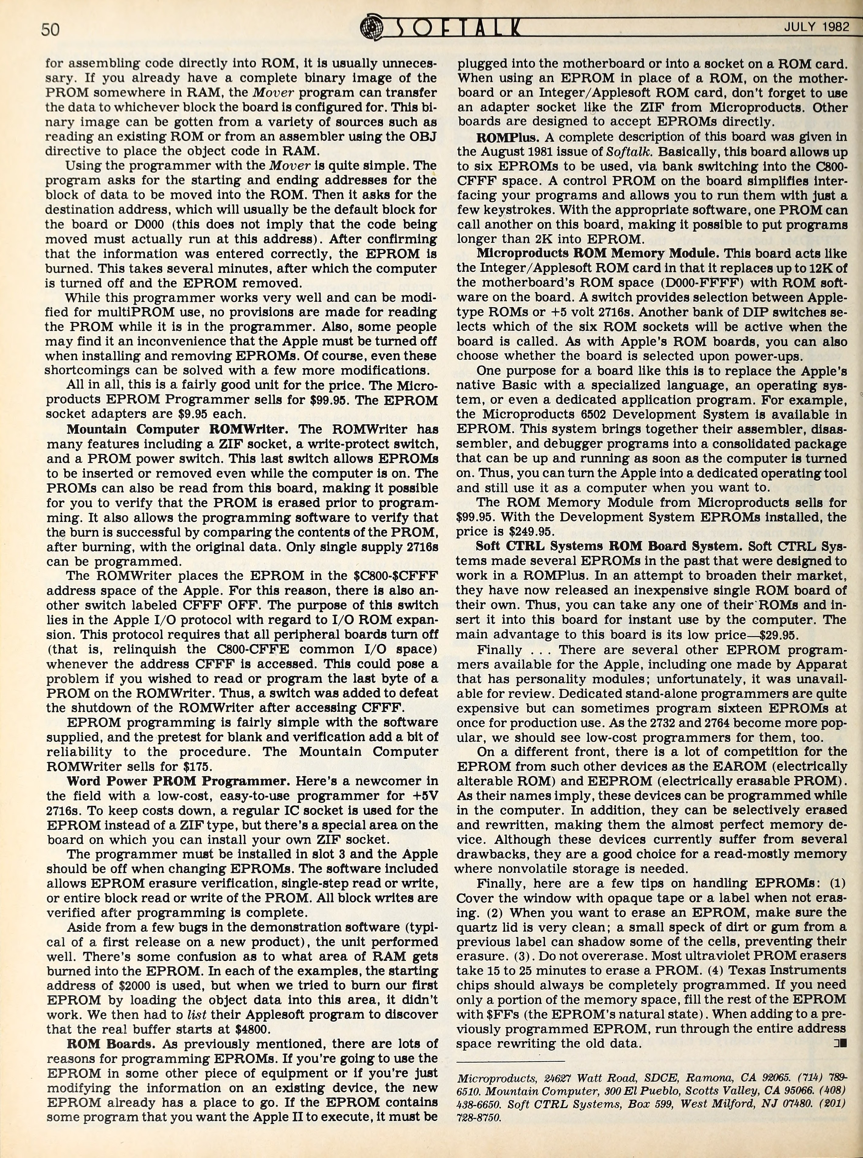 50
SOFTALK
JULY 1982
for assembling code directly into ROM, it is usually unneces-
sary. If you already have a complete binary image of the
PROM somewhere in RAM, the Mover program can transfer
the data to whichever block the board is configured for. This bi-
nary image can be gotten from a variety of sources such as
reading an existing ROM or from an assembler using the OBJ
directive to place the object code in RAM.
Using the programmer with the Mover is quite simple. The
program asks for the starting and ending addresses for the
block of data to be moved into the ROM. Then it asks for the
destination address, which will usually be the default block for
the board or D000 (this does not imply that the code being
moved must actually run at this address). After confirming
that the information was entered correctly, the EPROM is
burned. This takes several minutes, after which the computer
is turned off and the EPROM removed.
While this programmer works very well and can be modi-
fied for multiPROM use, no provisions are made for reading
the PROM while it is in the programmer. Also, some people
may find it an inconvenience that the Apple must be turned off
when installing and removing EPROMs. Of course, even these
shortcomings can be solved with a few more modifications.
All in all, this is a fairly good unit for the price. The Micro-
products EPROM Programmer sells for $99.95. The EPROM
socket adapters are $9.95 each.
Mountain Computer ROMWriter. The ROMWriter has
many features including a ZIF socket, a write-protect switch,
and a PROM power switch. This last switch allows EPROMs
to be inserted or removed even while the computer is on. The
PROMs can also be read from this board, making it possible
for you to verify that the PROM is erased prior to program-
ming. It also allows the programming software to verify that
the burn is successful by comparing the contents of the PROM,
after burning, with the original data. Only single supply 2716s
can be programmed.
The ROMWriter places the EPROM in the $C800-$CFFF
address space of the Apple. For this reason, there is also an-
other switch labeled CFFF OFF. The purpose of this switch
lies in the Apple I/O protocol with regard to I/O ROM expan-
sion. This protocol requires that all peripheral boards turn off
(that is, relinquish the C800-CFFE common I/O space)
whenever the address CFFF is accessed. This could pose a
problem if you wished to read or program the last byte of a
PROM on the ROMWriter. Thus, a switch was added to defeat
the shutdown of the ROMWriter after accessing CFFF.
EPROM programming is fairly simple with the software
supplied, and the pretest for blank and verification add a bit of
reliability to the procedure. The Mountain Computer
ROMWriter sells for $175.
Word Power PROM Programmer. Here's a newcomer in
the field with a low-cost, easy-to-use programmer for +5V
2716s. To keep costs down, a regular IC socket is used for the
EPROM instead of a ZIF type, but there's a special area on the
board on which you can install your own ZIF socket.
The programmer must be installed in slot 3 and the Apple
should be off when changing EPROMs. The software included
allows EPROM erasure verification, single-step read or write,
or entire block read or write of the PROM. All block writes are
verified after programming is complete.
Aside from a few bugs in the demonstration software (typi-
cal of a first release on a new product), the unit performed
well. There's some confusion as to what area of RAM gets
burned into the EPROM. In each of the examples, the starting
address of $2000 is used, but when we tried to burn our first
EPROM by loading the object data into this area, it didn't
work. We then had to list their Applesoft program to discover
that the real buffer starts at $4800.
ROM Boards. As previously mentioned, there are lots of
reasons for programming EPROMs. If you're going to use the
EPROM in some other piece of equipment or if you're just
modifying the information on an existing device, the new
EPROM already has a place to go. If the EPROM contains
some program that you want the Apple II to execute, it must be
plugged into the motherboard or into a socket on a ROM card.
When using an EPROM in place of a ROM, on the mother-
board or an Integer/Applesoft ROM card, don't forget to use
an adapter socket like the ZIF from Microproducts. Other
boards are designed to accept EPROMs directly.
ROMPlus. A complete description of this board was given in
the August 1981 issue of Softalk. Basically, this board allows up
to six EPROMs to be used, via bank switching into the C800-
CFFF space. A control PROM on the board simplifies inter-
facing your programs and allows you to run them with just a
few keystrokes. With the appropriate software, one PROM can
call another on this board, making it possible to put programs
longer than 2K into EPROM.
Microproducts ROM Memory Module. This board acts like
the Integer/Applesoft ROM card in that it replaces up to 12K of
the motherboard's ROM space (D000-FFFF) with ROM soft-
ware on the board. A switch provides selection between Apple-
type ROMs or +5 volt 2716s. Another bank of DIP switches se-
lects which of the six ROM sockets will be active when the
board is called. As with Apple's ROM boards, you can also
choose whether the board is selected upon power-ups.
One purpose for a board like this is to replace the Apple's
native Basic with a specialized language, an operating sys-
tem, or even a dedicated application program. For example,
the Microproducts 6502 Development System is available in
EPROM. This system brings together their assembler, disas-
sembler, and debugger programs into a consolidated package
that can be up and running as soon as the computer is turned
on. Thus, you can turn the Apple into a dedicated operating tool
and still use it as a computer when you want to.
The ROM Memory Module from Microproducts sells for
$99.95. With the Development System EPROMs installed, the
price is $249.95.
Soft CTRL Systems ROM Board System. Soft CTRL Sys-
tems made several EPROMs in the past that were designed to
work in a ROMPlus. In an attempt to broaden their market,
they have now released an inexpensive single ROM board of
their own. Thus, you can take any one of their ROMs and in-
sert it into this board for instant use by the computer. The
main advantage to this board is its low price—$29.95.
Finally . . . There are several other EPROM program-
mers available for the Apple, including one made by Apparat
that has personality modules; unfortunately, it was unavail-
able for review. Dedicated stand-alone programmers are quite
expensive but can sometimes program sixteen EPROMs at
once for production use. As the 2732 and 2764 become more pop-
ular, we should see low-cost programmers for them, too.
On a different front, there is a lot of competition for the
EPROM from such other devices as the EAROM (electrically
alterable ROM) and EEPROM (electrically erasable PROM).
As their names imply, these devices can be programmed while
in the computer. In addition, they can be selectively erased
and rewritten, making them the almost perfect memory de-
vice. Although these devices currently suffer from several
drawbacks, they are a good choice for a read-mostly memory
where nonvolatile storage is needed.
Finally, here are a few tips on handling EPROMs: (1)
Cover the window with opaque tape or a label when not eras-
ing. (2) When you want to erase an EPROM, make sure the
quartz lid is very clean; a small speck of dirt or gum from a
previous label can shadow some of the cells, preventing their
erasure. (3). Do not overerase. Most ultraviolet PROM erasers
take 15 to 25 minutes to erase a PROM. (4) Texas Instruments
chips should always be completely programmed. If you need
only a portion of the memory space, fill the rest of the EPROM
with $FFs (the EPROM's natural state). When adding to a pre-
viously programmed EPROM, run through the entire address
space rewriting the old data.
Microproducts, 24627 Watt Road, SDCE, Ramona, CA 92065. (714) 789-
6510. Mountain Computer, 300 El Pueblo, Scotts Valley, CA 95066. (408)
438-6650. Soft CTRL Systems, Box 599, West Milford, NJ 07480. (201)
728-8750.